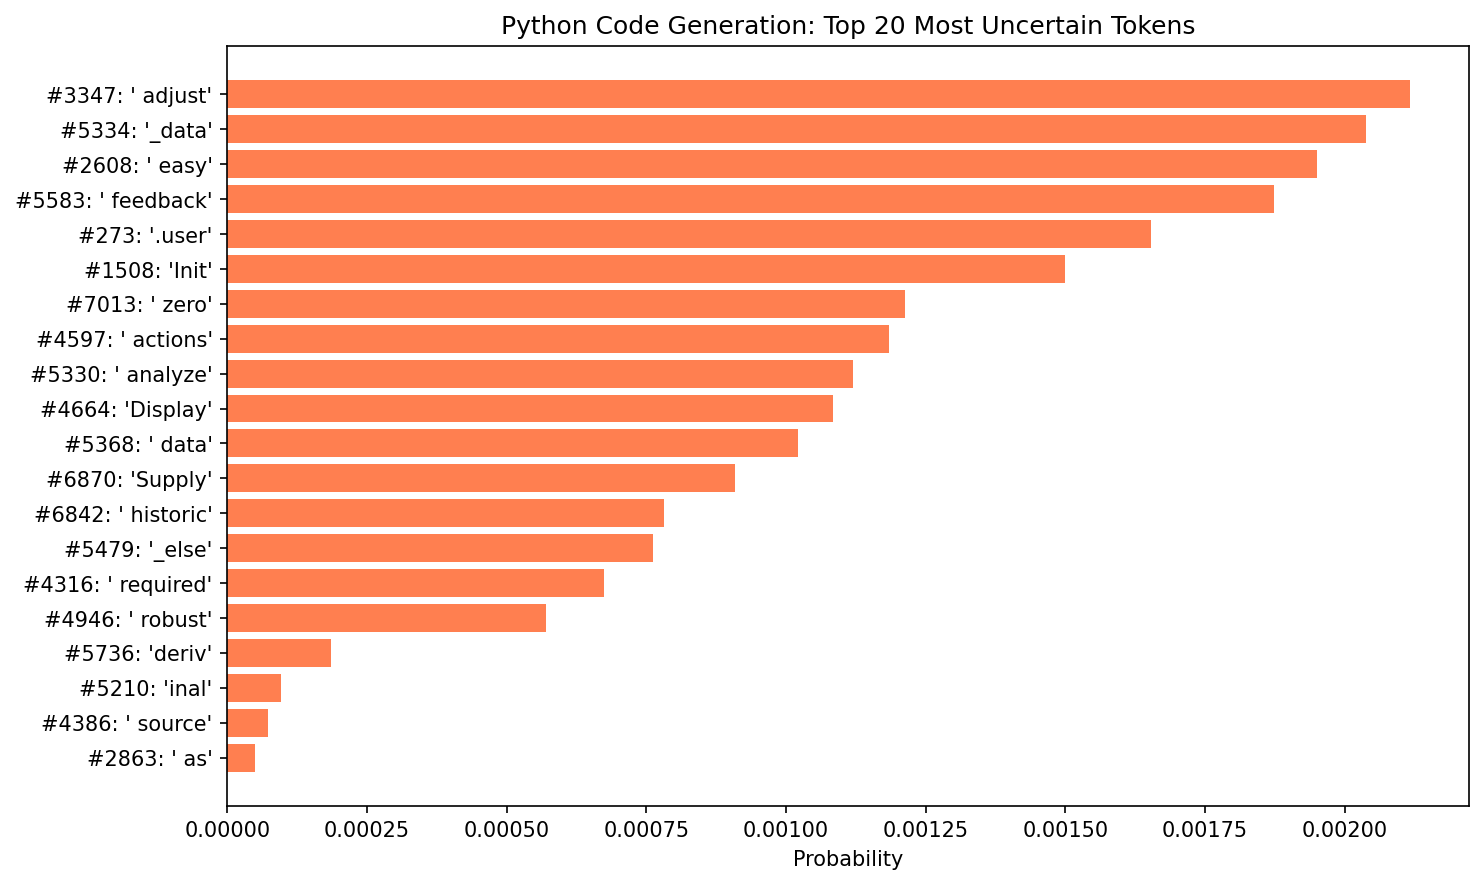 Python Code Generation: Top 20 Most Uncertain Tokens
#3347: ' adjust'
#5334: '_data'
#2608: ' easy'
#5583: ' feedback'
#273: '.user'
#1508: 'Init'
#7013: ' zero'
#4597: ' actions'
#5330: ' analyze'
#4664: 'Display'
#5368: ' data'
#6870: 'Supply'
#6842: ' historic'
#5479: '_else'
#4316: ' required'
#4946: ' robust'
#5736: 'deriv'
#5210: 'inal'
#4386: ' source'
#2863: ' as'
0.00000 0.00025 0.00050 0.00075 0.00100 0.00125 0.00150 0.00175 0.00200
Probability